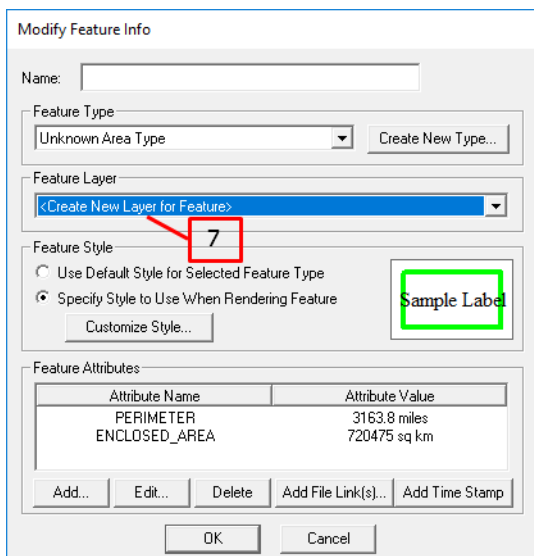 Modify Feature Info
Name:
Feature Type
Unknown Area Type
Create New Type...
Feature Layer
<Create New Layer for Feature>
7
Feature Style
Use Default Style for Selected Feature Type
Specify Style to Use When Rendering Feature
Sample Label
Customize Style...
Feature Attributes
Attribute Name Attribute Value
PERIMETER 3163.8 miles
ENCLOSED_AREA 720475 sq km
Add... Edit... Delete Add File Link(s)... Add Time Stamp
OK Cancel